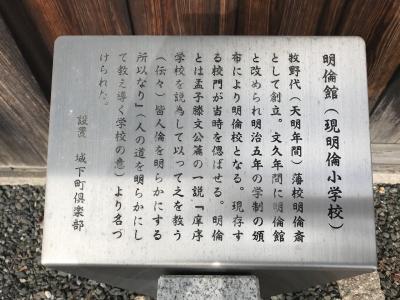 明倫館（現明倫小学校）
牧野代（天明年間）藩校明倫斎
として創立。文久年間に明倫館
と改められ明治五年の学制の頒
布により明倫校となる。現存す
る校門が当時を偲ばせる。明倫
とは孟子滕文公篇の一説『庠序
学校を設為して以って之を教う
（伝々）皆人倫を明らかにする
所以なり』（人の道を明らかにし
て教え導く学校の意）より名づ
けられた。
設置 城下町倶楽部